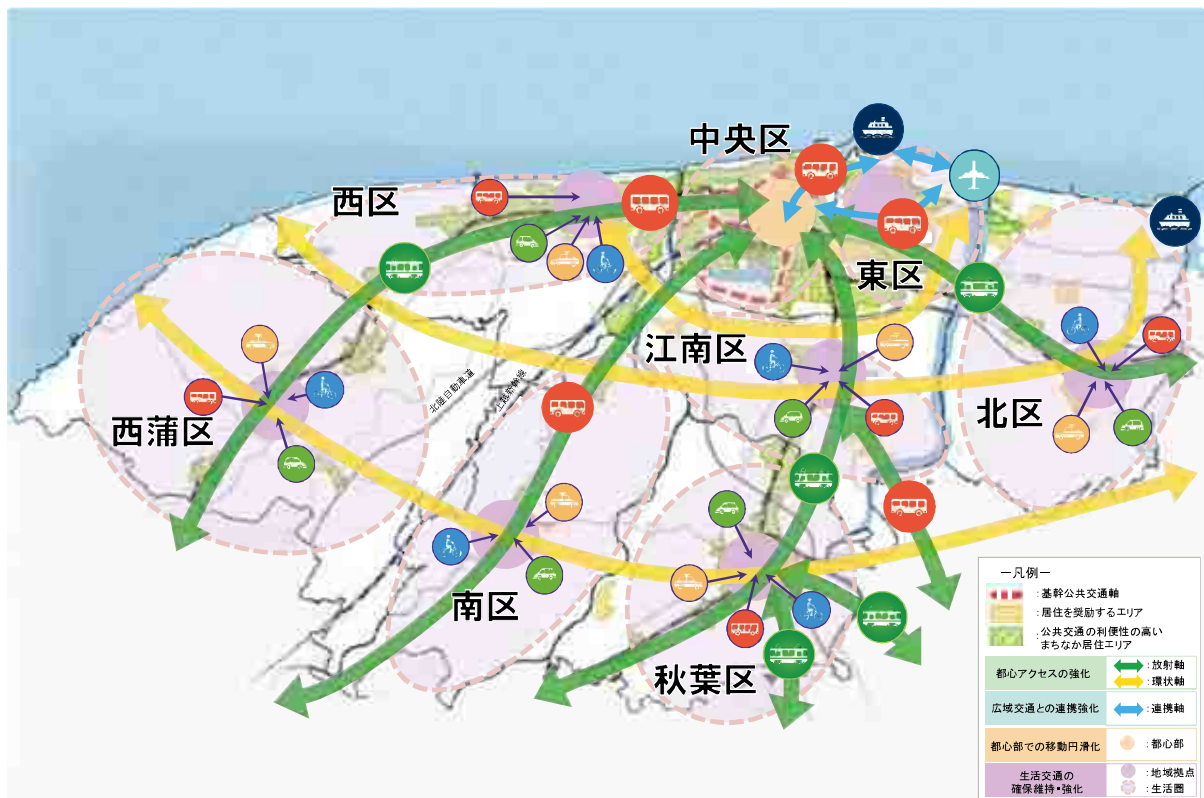 中央区
西区
東区
江南区
北区
西蒲区
北陸自動車道
上越新幹線
南区
秋葉区
―凡例―
:基幹公共交通軸
:居住を奨励するエリア
:公共交通の利便性の高い
まちなか居住エリア
都心アクセスの強化
:放射軸
:環状軸
広域交通との連携強化
:連携軸
都心部での移動円滑化
:都心部
生活交通の
確保維持・強化
:地域拠点
:生活圏